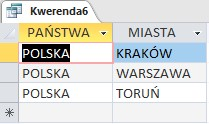 Kwerenda6
PAŃSTWA MIASTA
POLSKA KRAKÓW
POLSKA WARSZAWA
POLSKA TORUŃ